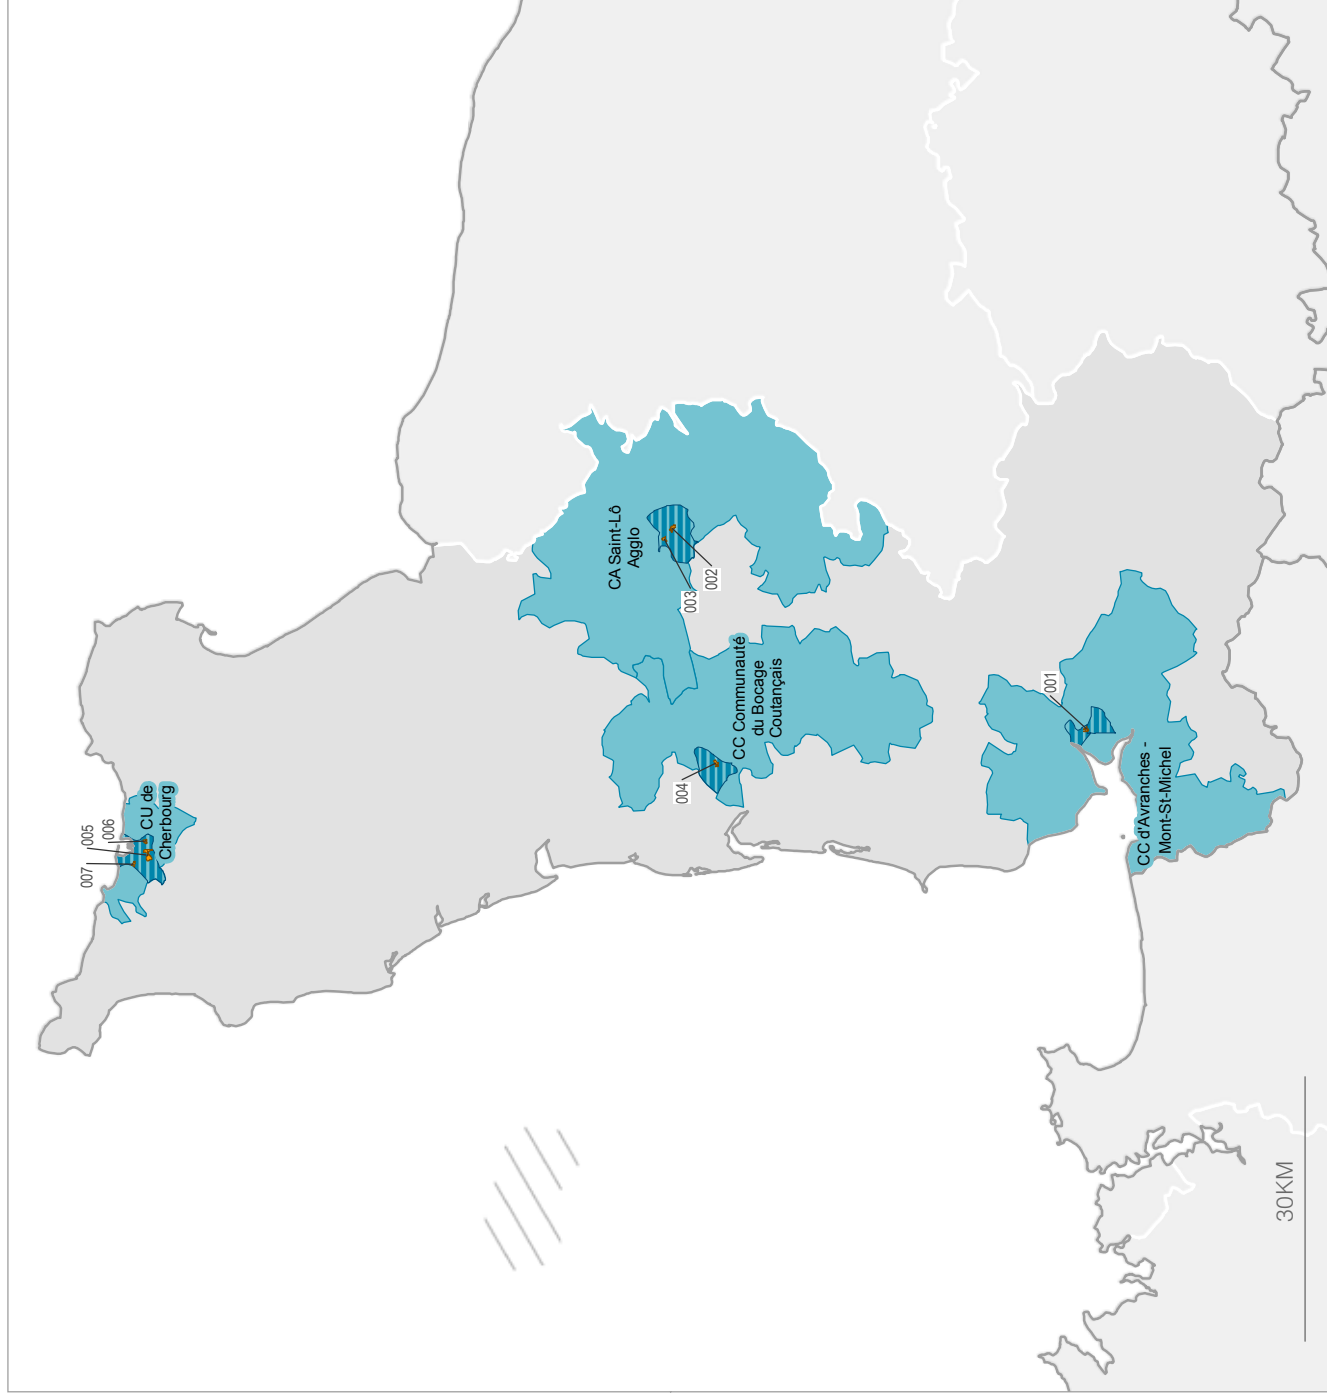 007
005
006
CU de
Cherbourg
CA Saint-Lô
Agglo
003
002
004
CC Communauté
du Bocage
Coutançais
001
CC d'Avranches -
Mont-St-Michel
30KM